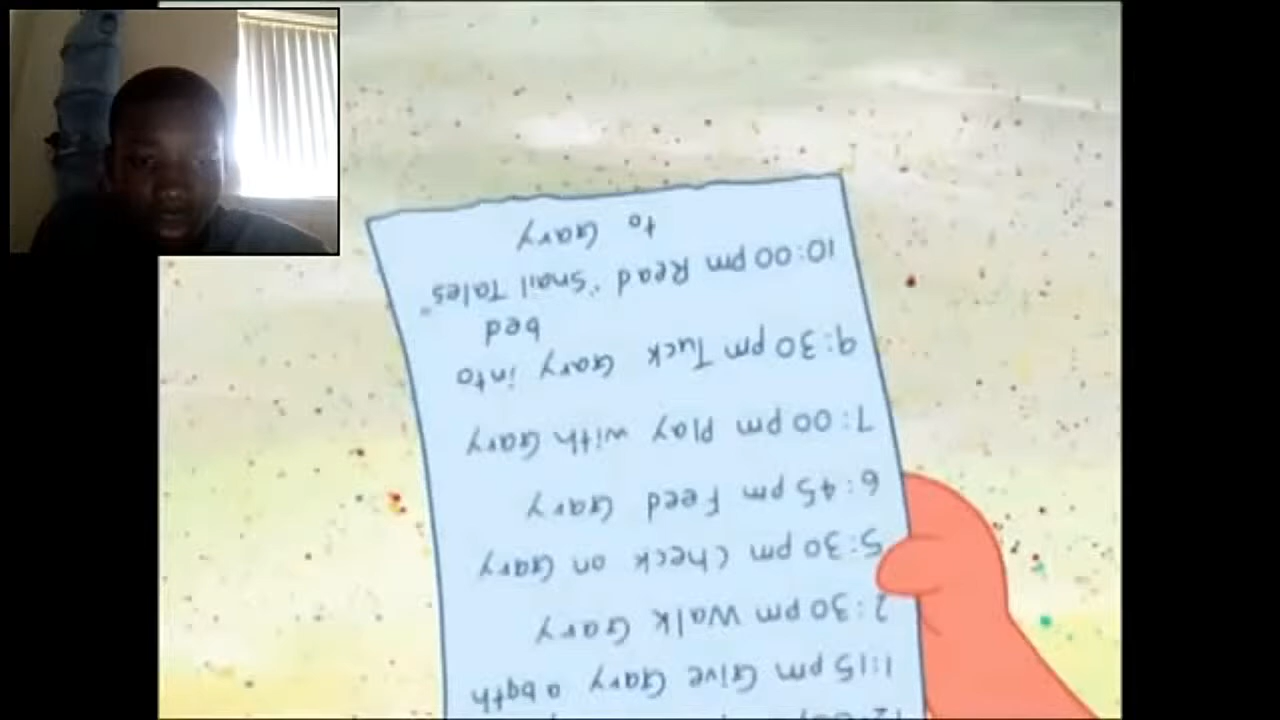 1:15 pm Give Gary a bath
2:30 pm Walk Gary
5:30 pm Check on Gary
6:45 pm Feed Gary
7:00 pm Play with Gary
9:30 pm Tuck Gary into
bed
10:00 pm Read "Snail Tales"
to Gary